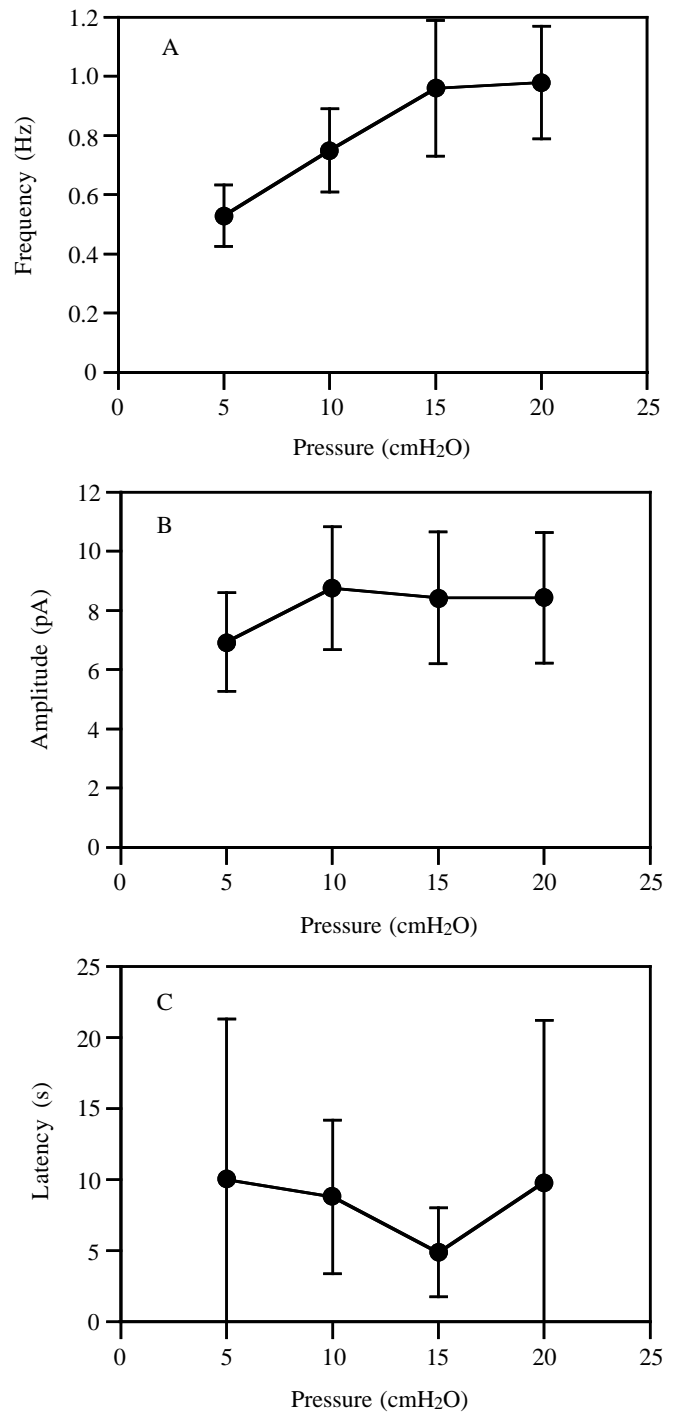 A
Frequency (Hz)
1.2
1.0
0.8
0.6
0.4
0.2
0
0 5 10 15 20 25
Pressure (cmH2O)
B
Amplitude (pA)
12
10
8
6
4
2
0
0 5 10 15 20 25
Pressure (cmH2O)
C
Latency (s)
25
20
15
10
5
0
0 5 10 15 20 25
Pressure (cmH2O)